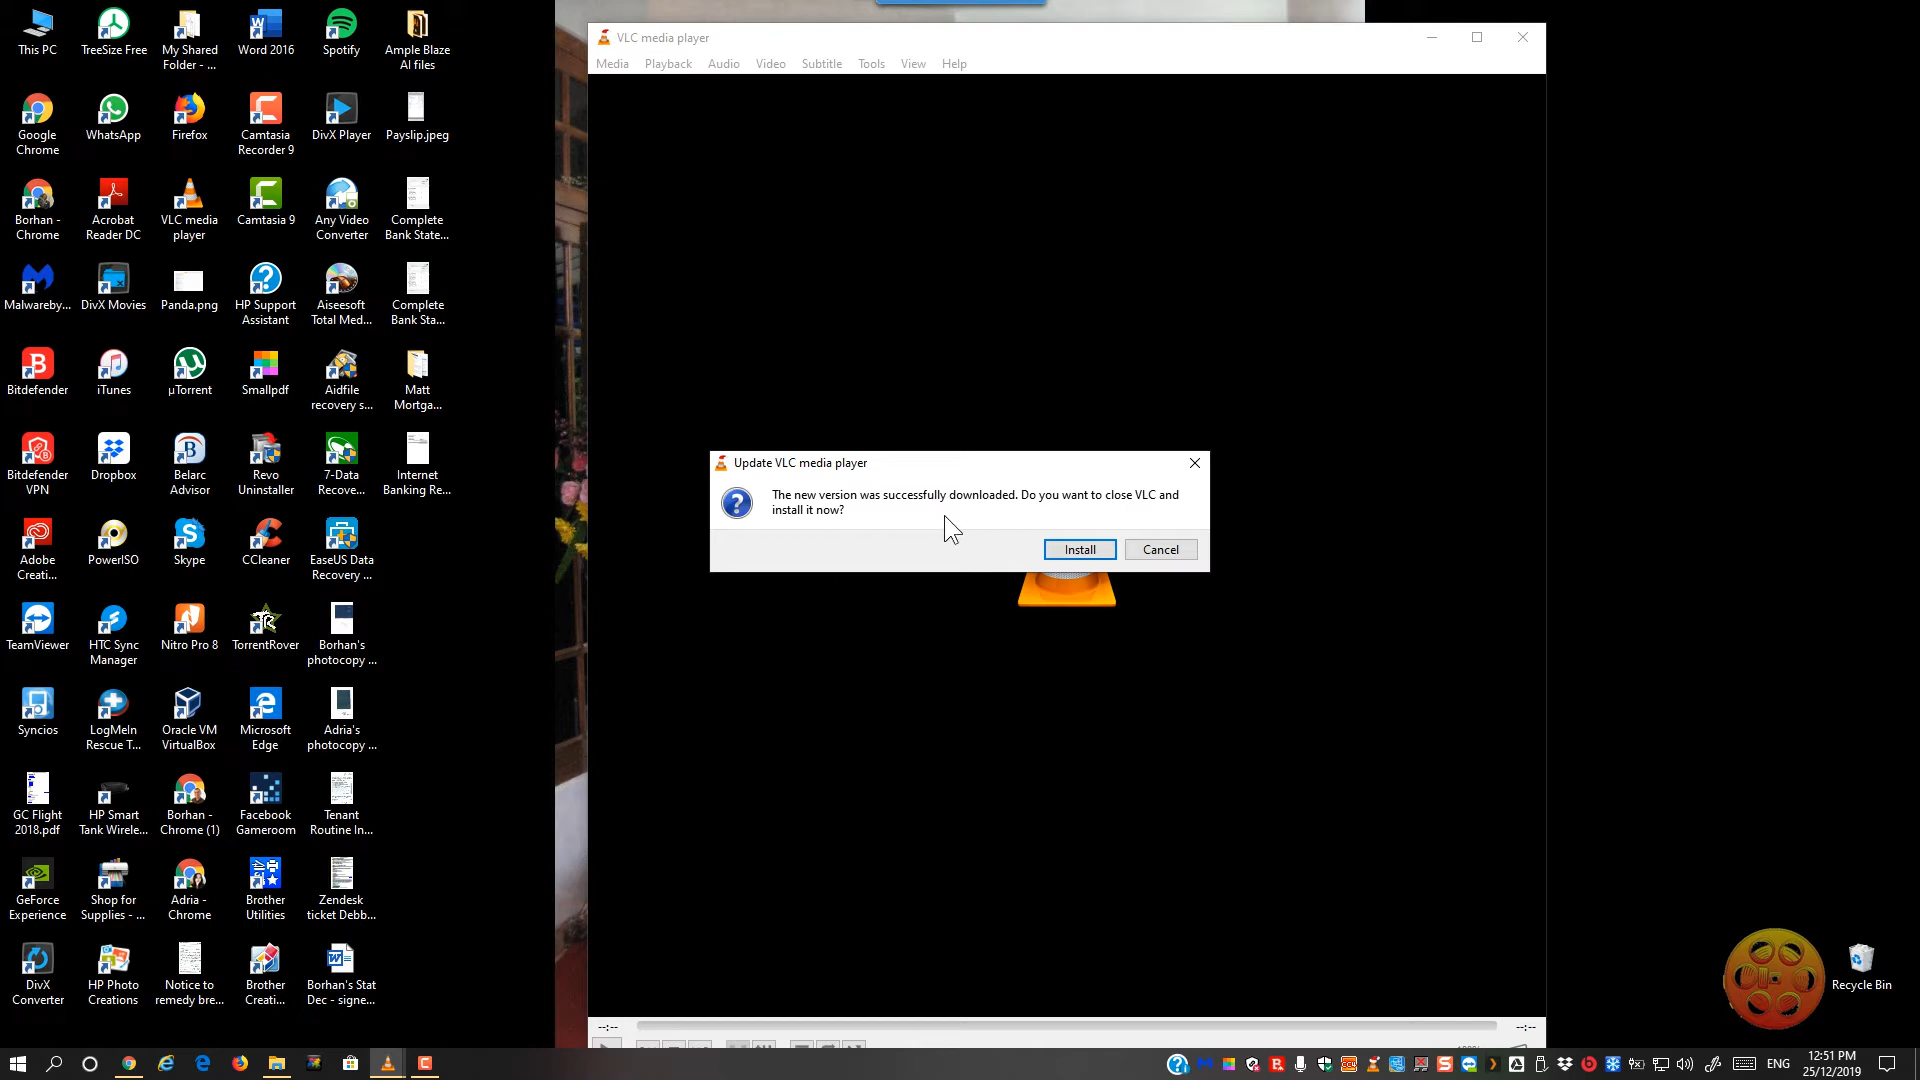 This PC
TreeSize Free
My Shared
Folder - ...
Word 2016
Spotify
Ample Blaze
AI files
Google
Chrome
WhatsApp
Firefox
Camtasia
Recorder 9
DivX Player
Payslip.jpeg
Borhan -
Chrome
Acrobat
Reader DC
VLC media
player
Camtasia 9
Any Video
Converter
Complete
Bank State...
Malwareby...
DivX Movies
Panda.png
HP Support
Assistant
Aiseesoft
Total Med...
Complete
Bank Sta...
Bitdefender
iTunes
µTorrent
Smallpdf
Aidfile
recovery s...
Matt
Mortga...
Bitdefender
VPN
Dropbox
Belarc
Advisor
Revo
Uninstaller
7-Data
Recove...
Internet
Banking Re...
Adobe
Creati...
PowerISO
Skype
CCleaner
EaseUS Data
Recovery ...
TeamViewer
HTC Sync
Manager
Nitro Pro 8
TorrentRover
Borhan's
photocopy ...
Syncios
LogMeIn
Rescue T...
Oracle VM
VirtualBox
Microsoft
Edge
Adria's
photocopy ...
GC Flight
2018.pdf
HP Smart
Tank Wirele...
Borhan -
Chrome (1)
Facebook
Gameroom
Tenant
Routine In...
GeForce
Experience
Shop for
Supplies - ...
Adria -
Chrome
Brother
Utilities
Zendesk
ticket Debb...
DivX
Converter
HP Photo
Creations
Notice to
remedy bre...
Brother
Creati...
Borhan's Stat
Dec - signe...
VLC media player
Media Playback Audio Video Subtitle Tools View Help
Update VLC media player
The new version was successfully downloaded. Do you want to close VLC and
install it now?
Install Cancel
--:-- --:--
Recycle Bin
ENG
12:51 PM
25/12/2019